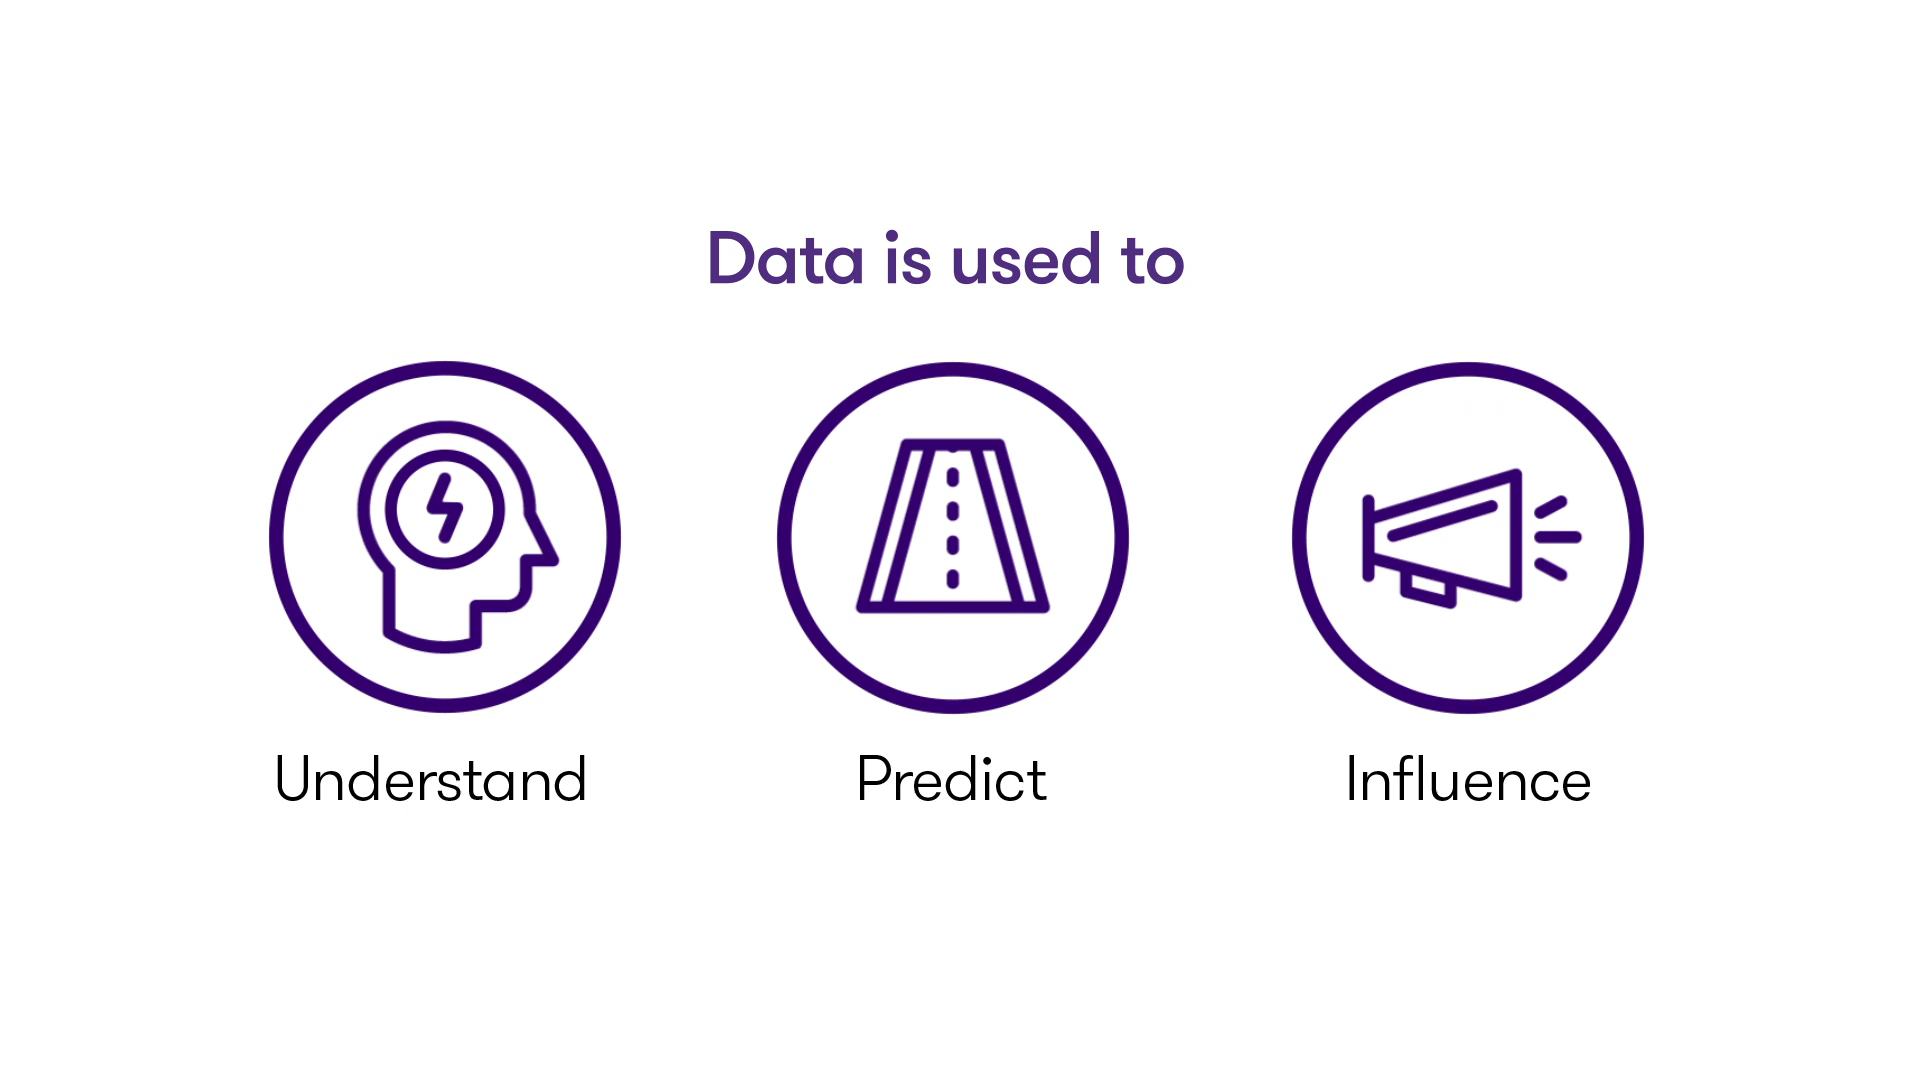 Data is used to
Understand
Predict
Influence